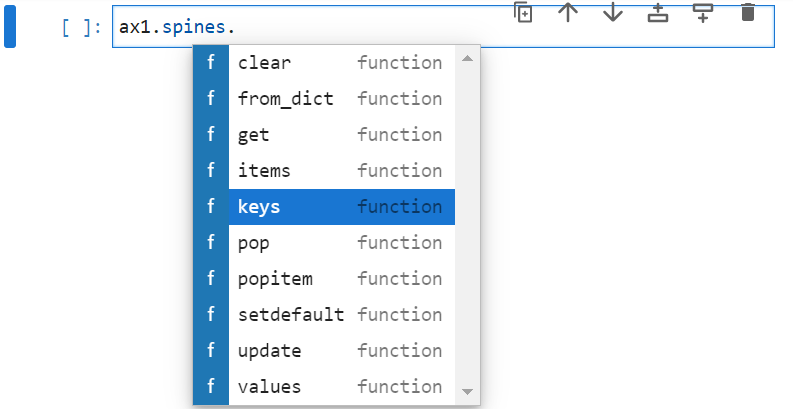 [ ]: ax1.spines.
f clear function
f from_dict function
f get function
f items function
f keys function
f pop function
f popitem function
f setdefault function
f update function
f values function